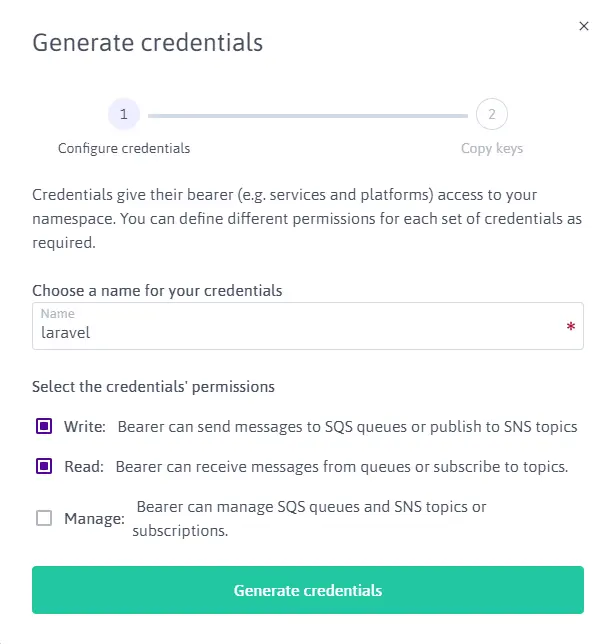 Generate credentials
1
2
Configure credentials
Copy keys
Credentials give their bearer (e.g. services and platforms) access to your
namespace. You can define different permissions for each set of credentials as
required.
Choose a name for your credentials
Name
laravel
*
Select the credentials' permissions
Write: Bearer can send messages to SQS queues or publish to SNS topics
Read: Bearer can receive messages from queues or subscribe to topics.
Manage: Bearer can manage SQS queues and SNS topics or
subscriptions.
Generate credentials